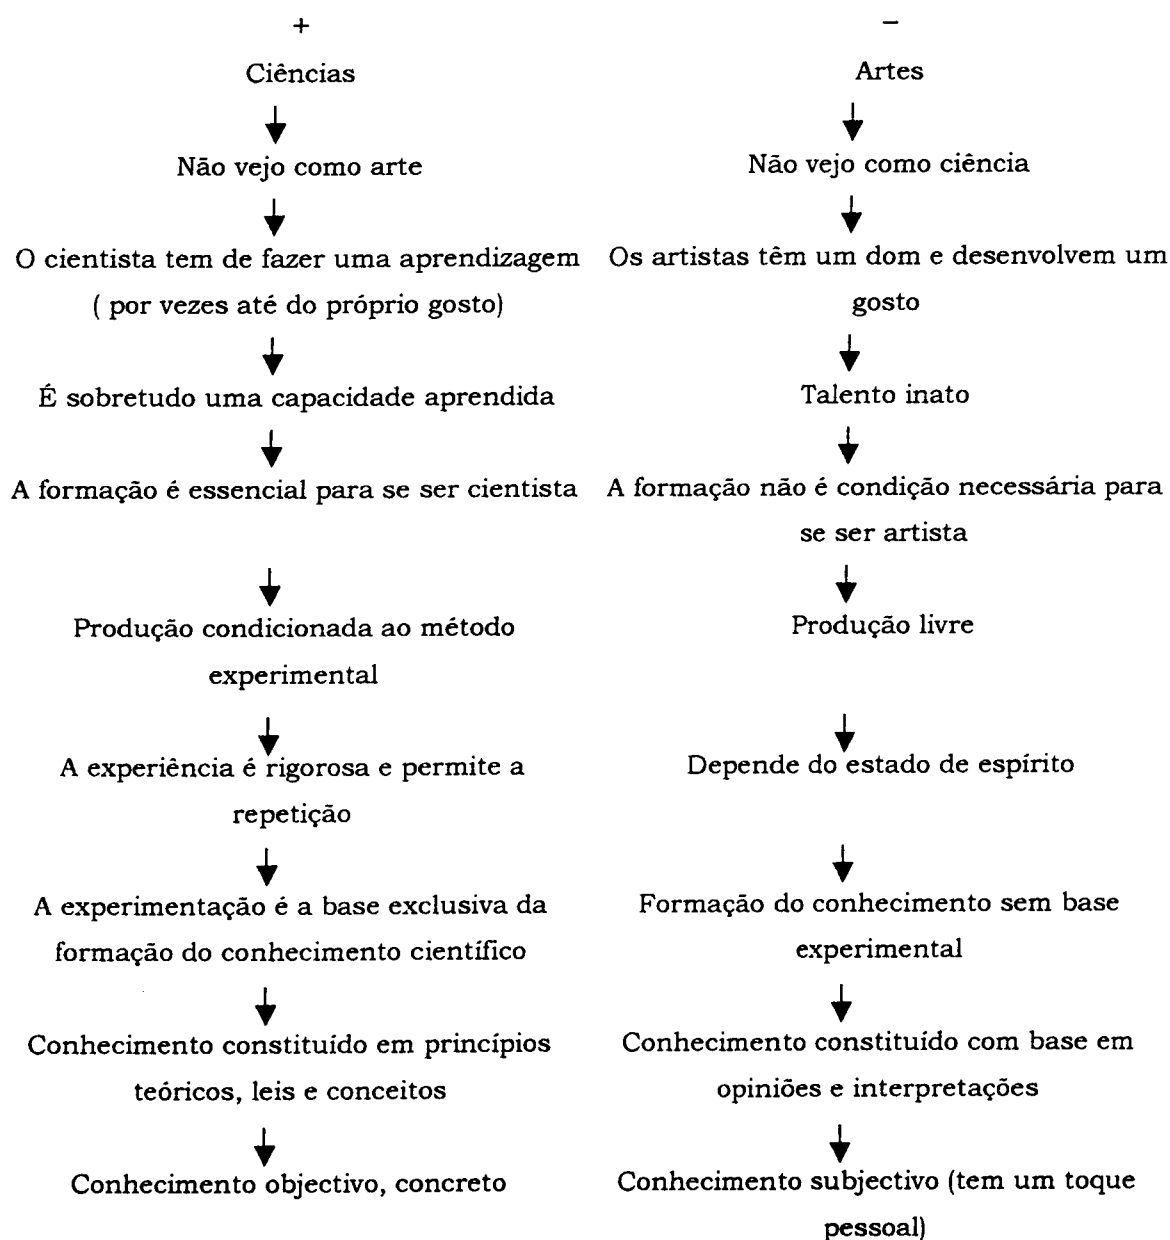 +
Ciências
Não vejo como arte
O cientista tem de fazer uma aprendizagem
( por vezes até do próprio gosto)
É sobretudo uma capacidade aprendida
A formação é essencial para se ser cientista
Produção condicionada ao método
experimental
A experiência é rigorosa e permite a
repetição
A experimentação é a base exclusiva da
formação do conhecimento científico
Conhecimento constituído em princípios
teóricos, leis e conceitos
Conhecimento objectivo, concreto
−
Artes
Não vejo como ciência
Os artistas têm um dom e desenvolvem um
gosto
Talento inato
A formação não é condição necessária para
se ser artista
Produção livre
Depende do estado de espírito
Formação do conhecimento sem base
experimental
Conhecimento constituído com base em
opiniões e interpretações
Conhecimento subjectivo (tem um toque
pessoal)